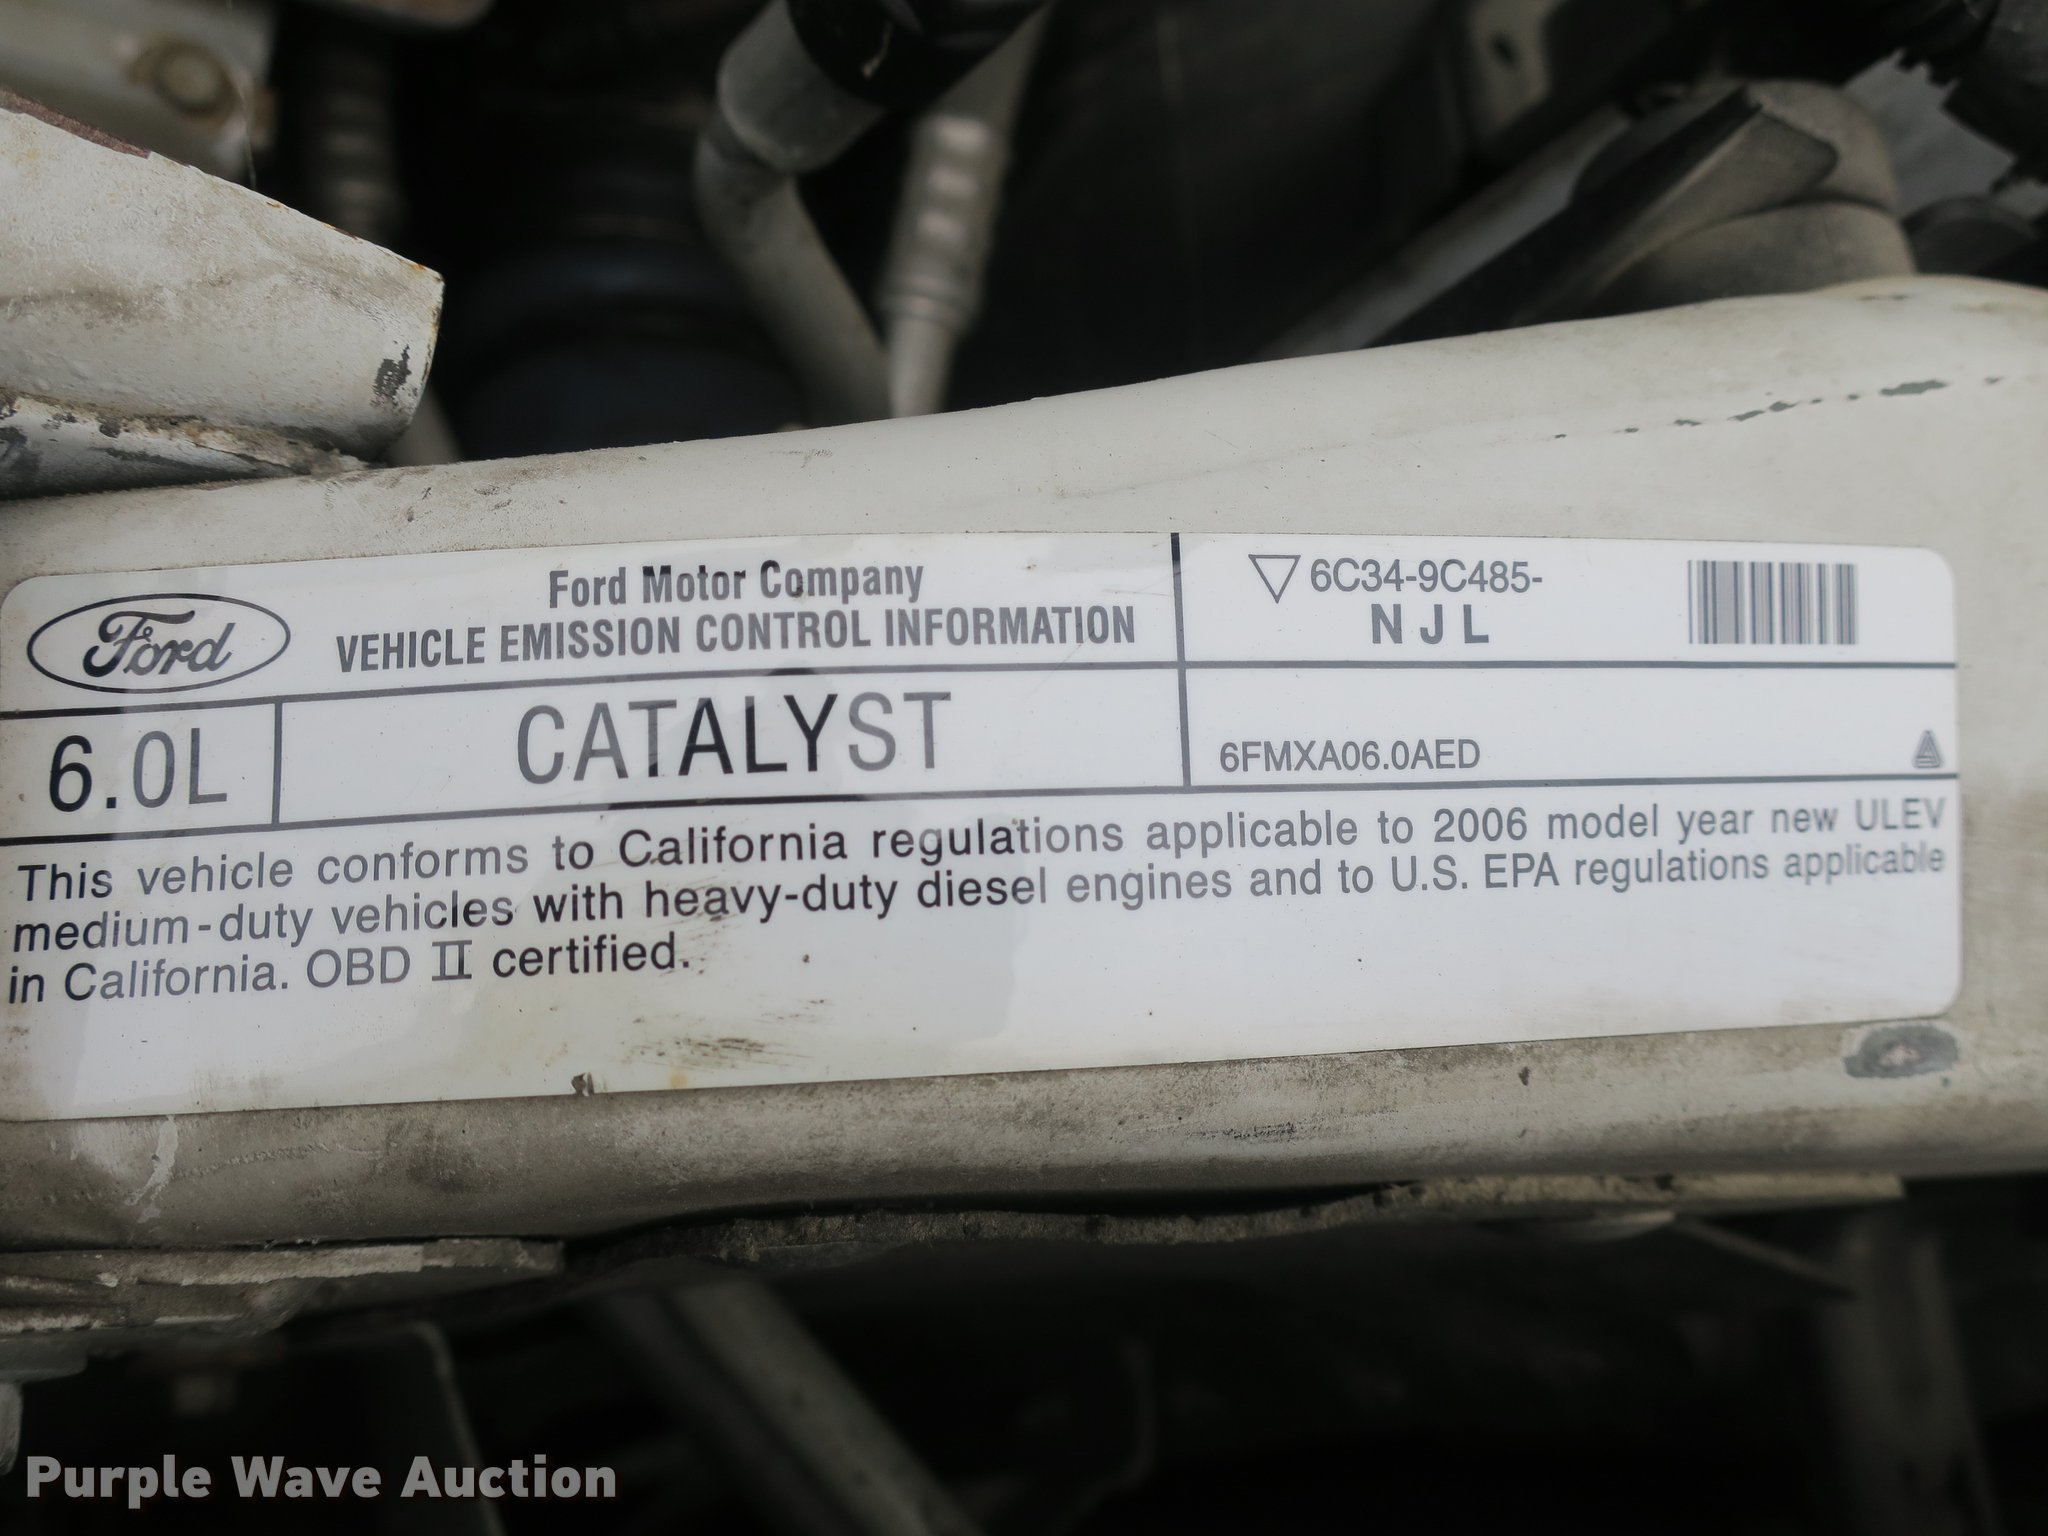 Ford Motor Company
VEHICLE EMISSION CONTROL INFORMATION
Ford
6.0L
CATALYST
6C34-9C485-
N J L
6FMXA06.0AED
This vehicle conforms to California regulations applicable to 2006 model year new ULEV
medium-duty vehicles with heavy-duty diesel engines and to U.S. EPA regulations applicable
in California. OBD II certified.
Purple Wave Auction